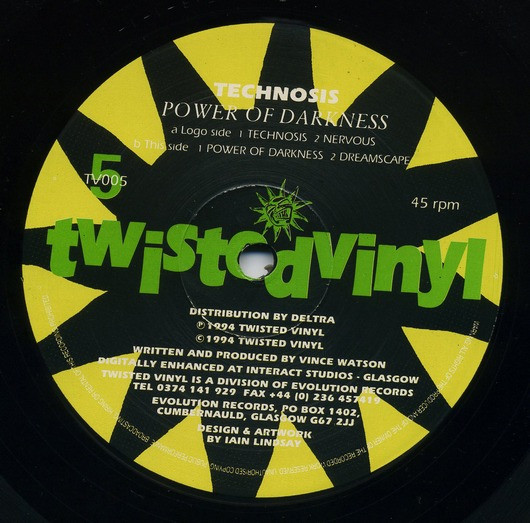 TECHNOSIS
POWER OF DARKNESS
a Logo side 1 TECHNOSIS 2 NERVOUS
b This side 1 POWER OF DARKNESS 2 DREAMSCAPE
5
TV005
45 rpm
twistedvinyl
DISTRIBUTION BY DELTRA
Ⓟ 1994 TWISTED VINYL
© 1994 TWISTED VINYL
WRITTEN AND PRODUCED BY VINCE WATSON
DIGITALLY ENHANCED AT INTERACT STUDIOS - GLASGOW
TWISTED VINYL IS A DIVISION OF EVOLUTION RECORDS
TEL 0374 141 929 FAX +44 (0) 236 457419
EVOLUTION RECORDS, PO BOX 1402,
CUMBERNAULD, GLASGOW G67 2JJ
DESIGN & ARTWORK
BY IAIN LINDSAY